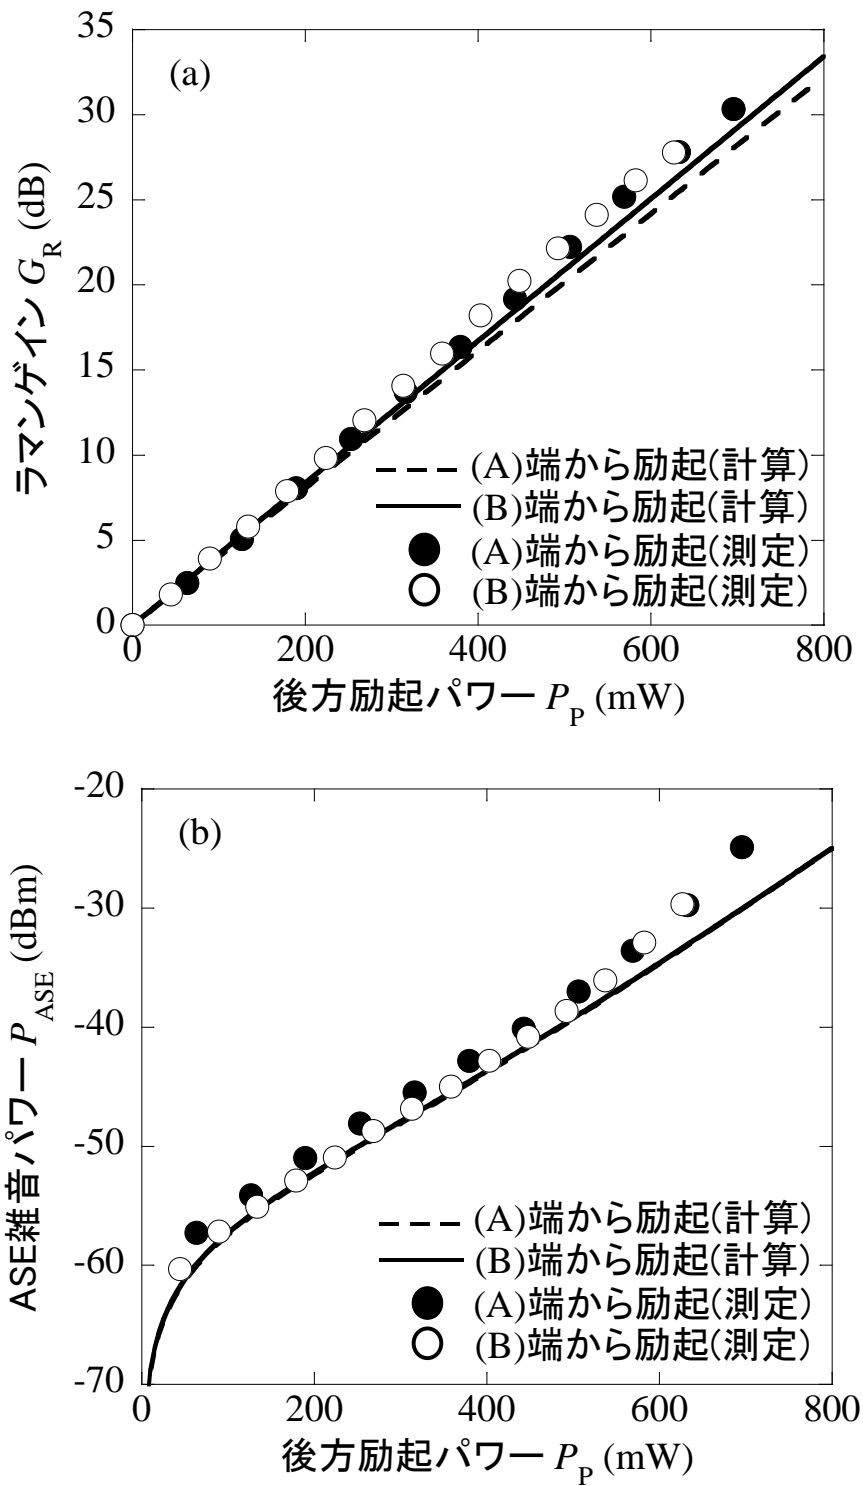 35
(a)
30
25
20
15
10
5
0
ラマンゲイン G_R (dB)
(A)端から励起(計算)
(B)端から励起(計算)
(A)端から励起(測定)
(B)端から励起(測定)
0 200 400 600 800
後方励起パワー P_P (mW)
-20
(b)
-30
-40
-50
-60
-70
ASE雑音パワー P_ASE (dBm)
(A)端から励起(計算)
(B)端から励起(計算)
(A)端から励起(測定)
(B)端から励起(測定)
0 200 400 600 800
後方励起パワー P_P (mW)